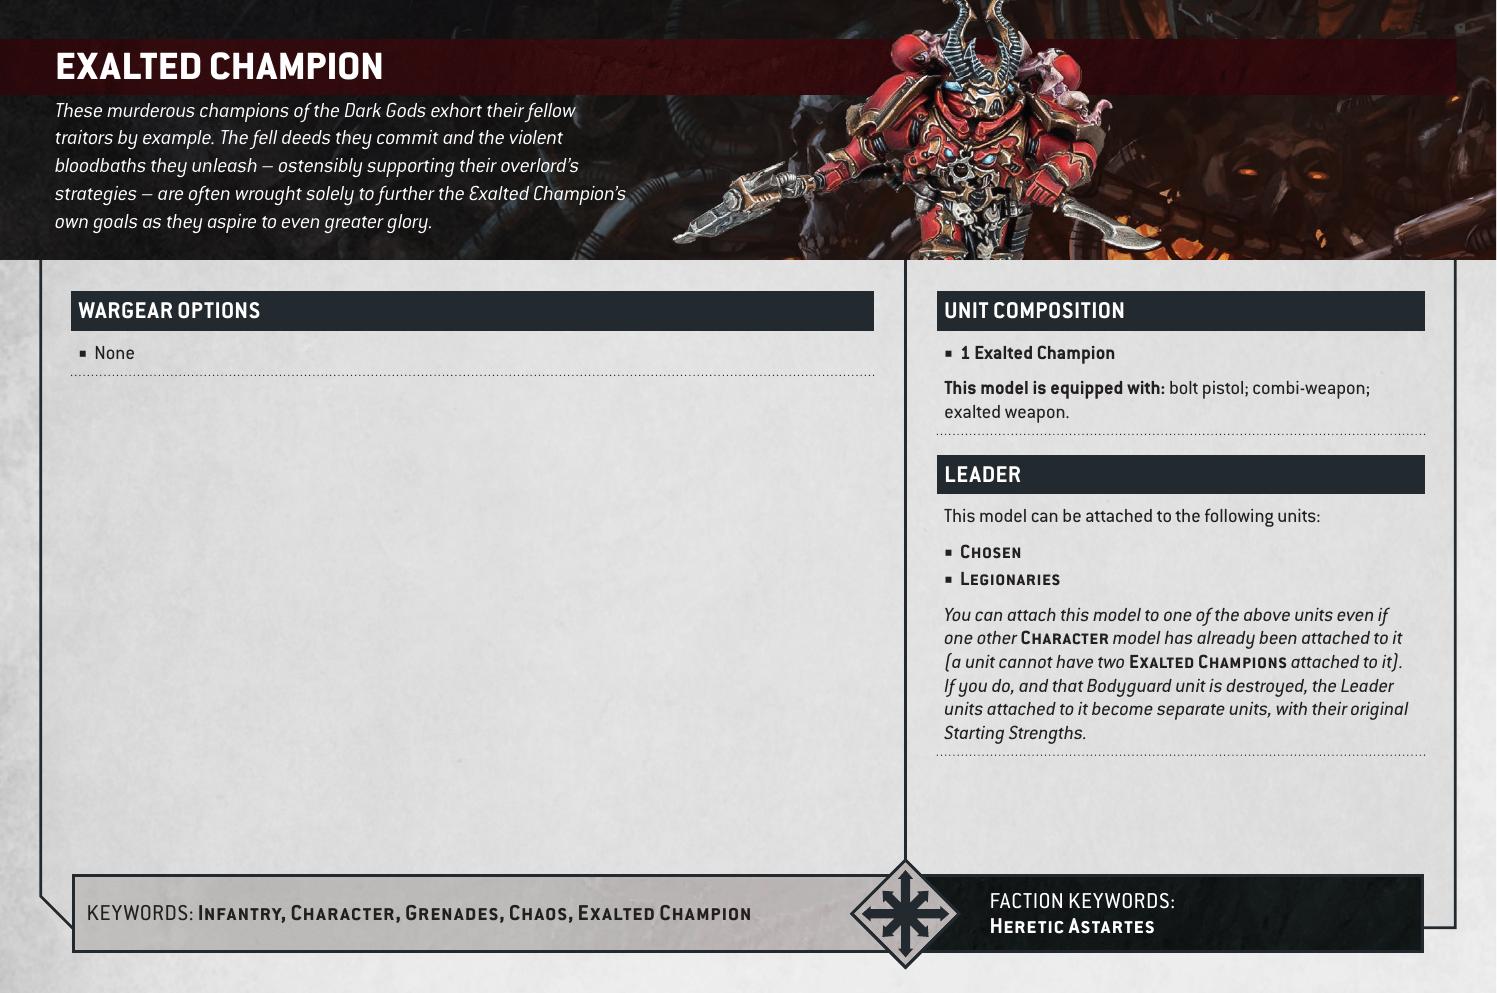 EXALTED CHAMPION
These murderous champions of the Dark Gods exhort their fellow
traitors by example. The fell deeds they commit and the violent
bloodbaths they unleash – ostensibly supporting their overlord’s
strategies – are often wrought solely to further the Exalted Champion’s
own goals as they aspire to even greater glory.
WARGEAR OPTIONS
■ None
UNIT COMPOSITION
■ 1 Exalted Champion
This model is equipped with: bolt pistol; combi-weapon;
exalted weapon.
LEADER
This model can be attached to the following units:
■ Chosen
■ Legionaries
You can attach this model to one of the above units even if
one other Character model has already been attached to it
(a unit cannot have two Exalted Champions attached to it).
If you do, and that Bodyguard unit is destroyed, the Leader
units attached to it become separate units, with their original
Starting Strengths.
KEYWORDS: Infantry, Character, Grenades, Chaos, Exalted Champion
FACTION KEYWORDS:
Heretic Astartes